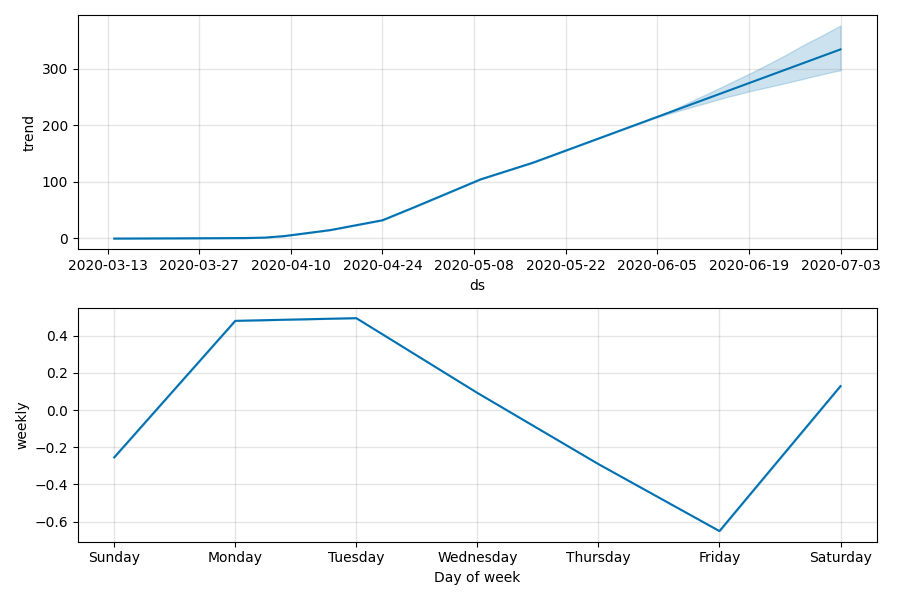 300
200
100
0
trend
2020-03-13 2020-03-27 2020-04-10 2020-04-24 2020-05-08 2020-05-22 2020-06-05 2020-06-19 2020-07-03
ds
0.4
0.2
0.0
−0.2
−0.4
−0.6
weekly
Sunday Monday Tuesday Wednesday Thursday Friday Saturday
Day of week